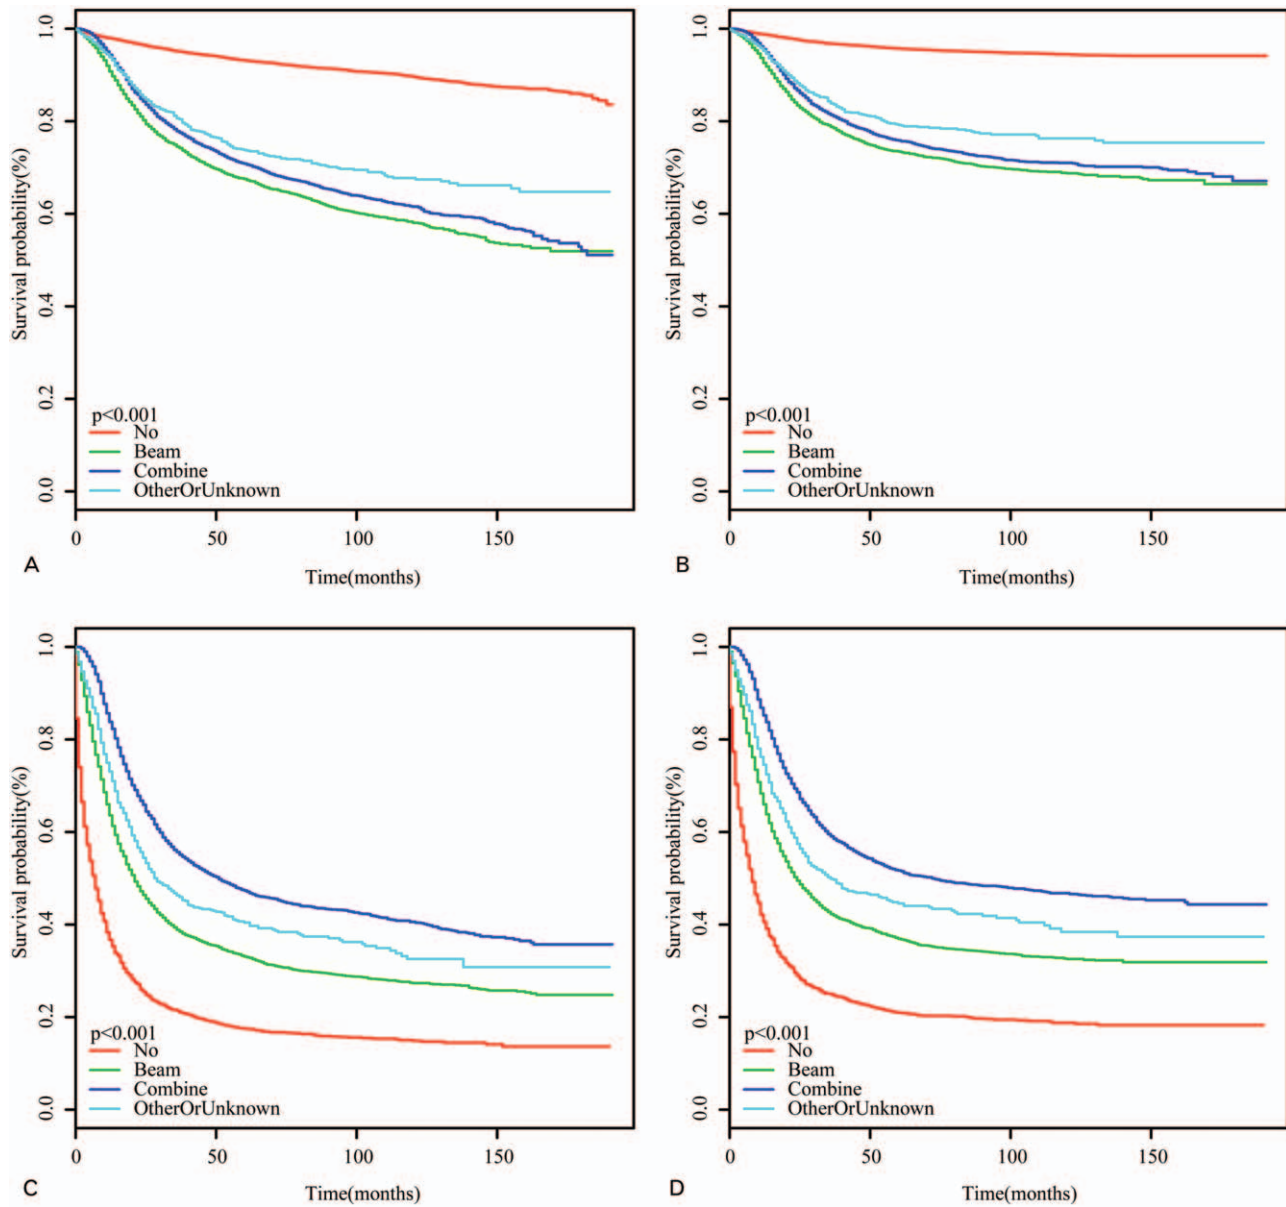 1.0
0.8
0.6
0.4
0.2
0.0
Survival probability(%)
p<0.001
No
Beam
Combine
OtherOrUnknown
0 50 100 150
Time(months)
A
1.0
0.8
0.6
0.4
0.2
0.0
Survival probability(%)
p<0.001
No
Beam
Combine
OtherOrUnknown
0 50 100 150
Time(months)
B
1.0
0.8
0.6
0.4
0.2
0.0
Survival probability(%)
p<0.001
No
Beam
Combine
OtherOrUnknown
0 50 100 150
Time(months)
C
1.0
0.8
0.6
0.4
0.2
0.0
Survival probability(%)
p<0.001
No
Beam
Combine
OtherOrUnknown
0 50 100 150
Time(months)
D